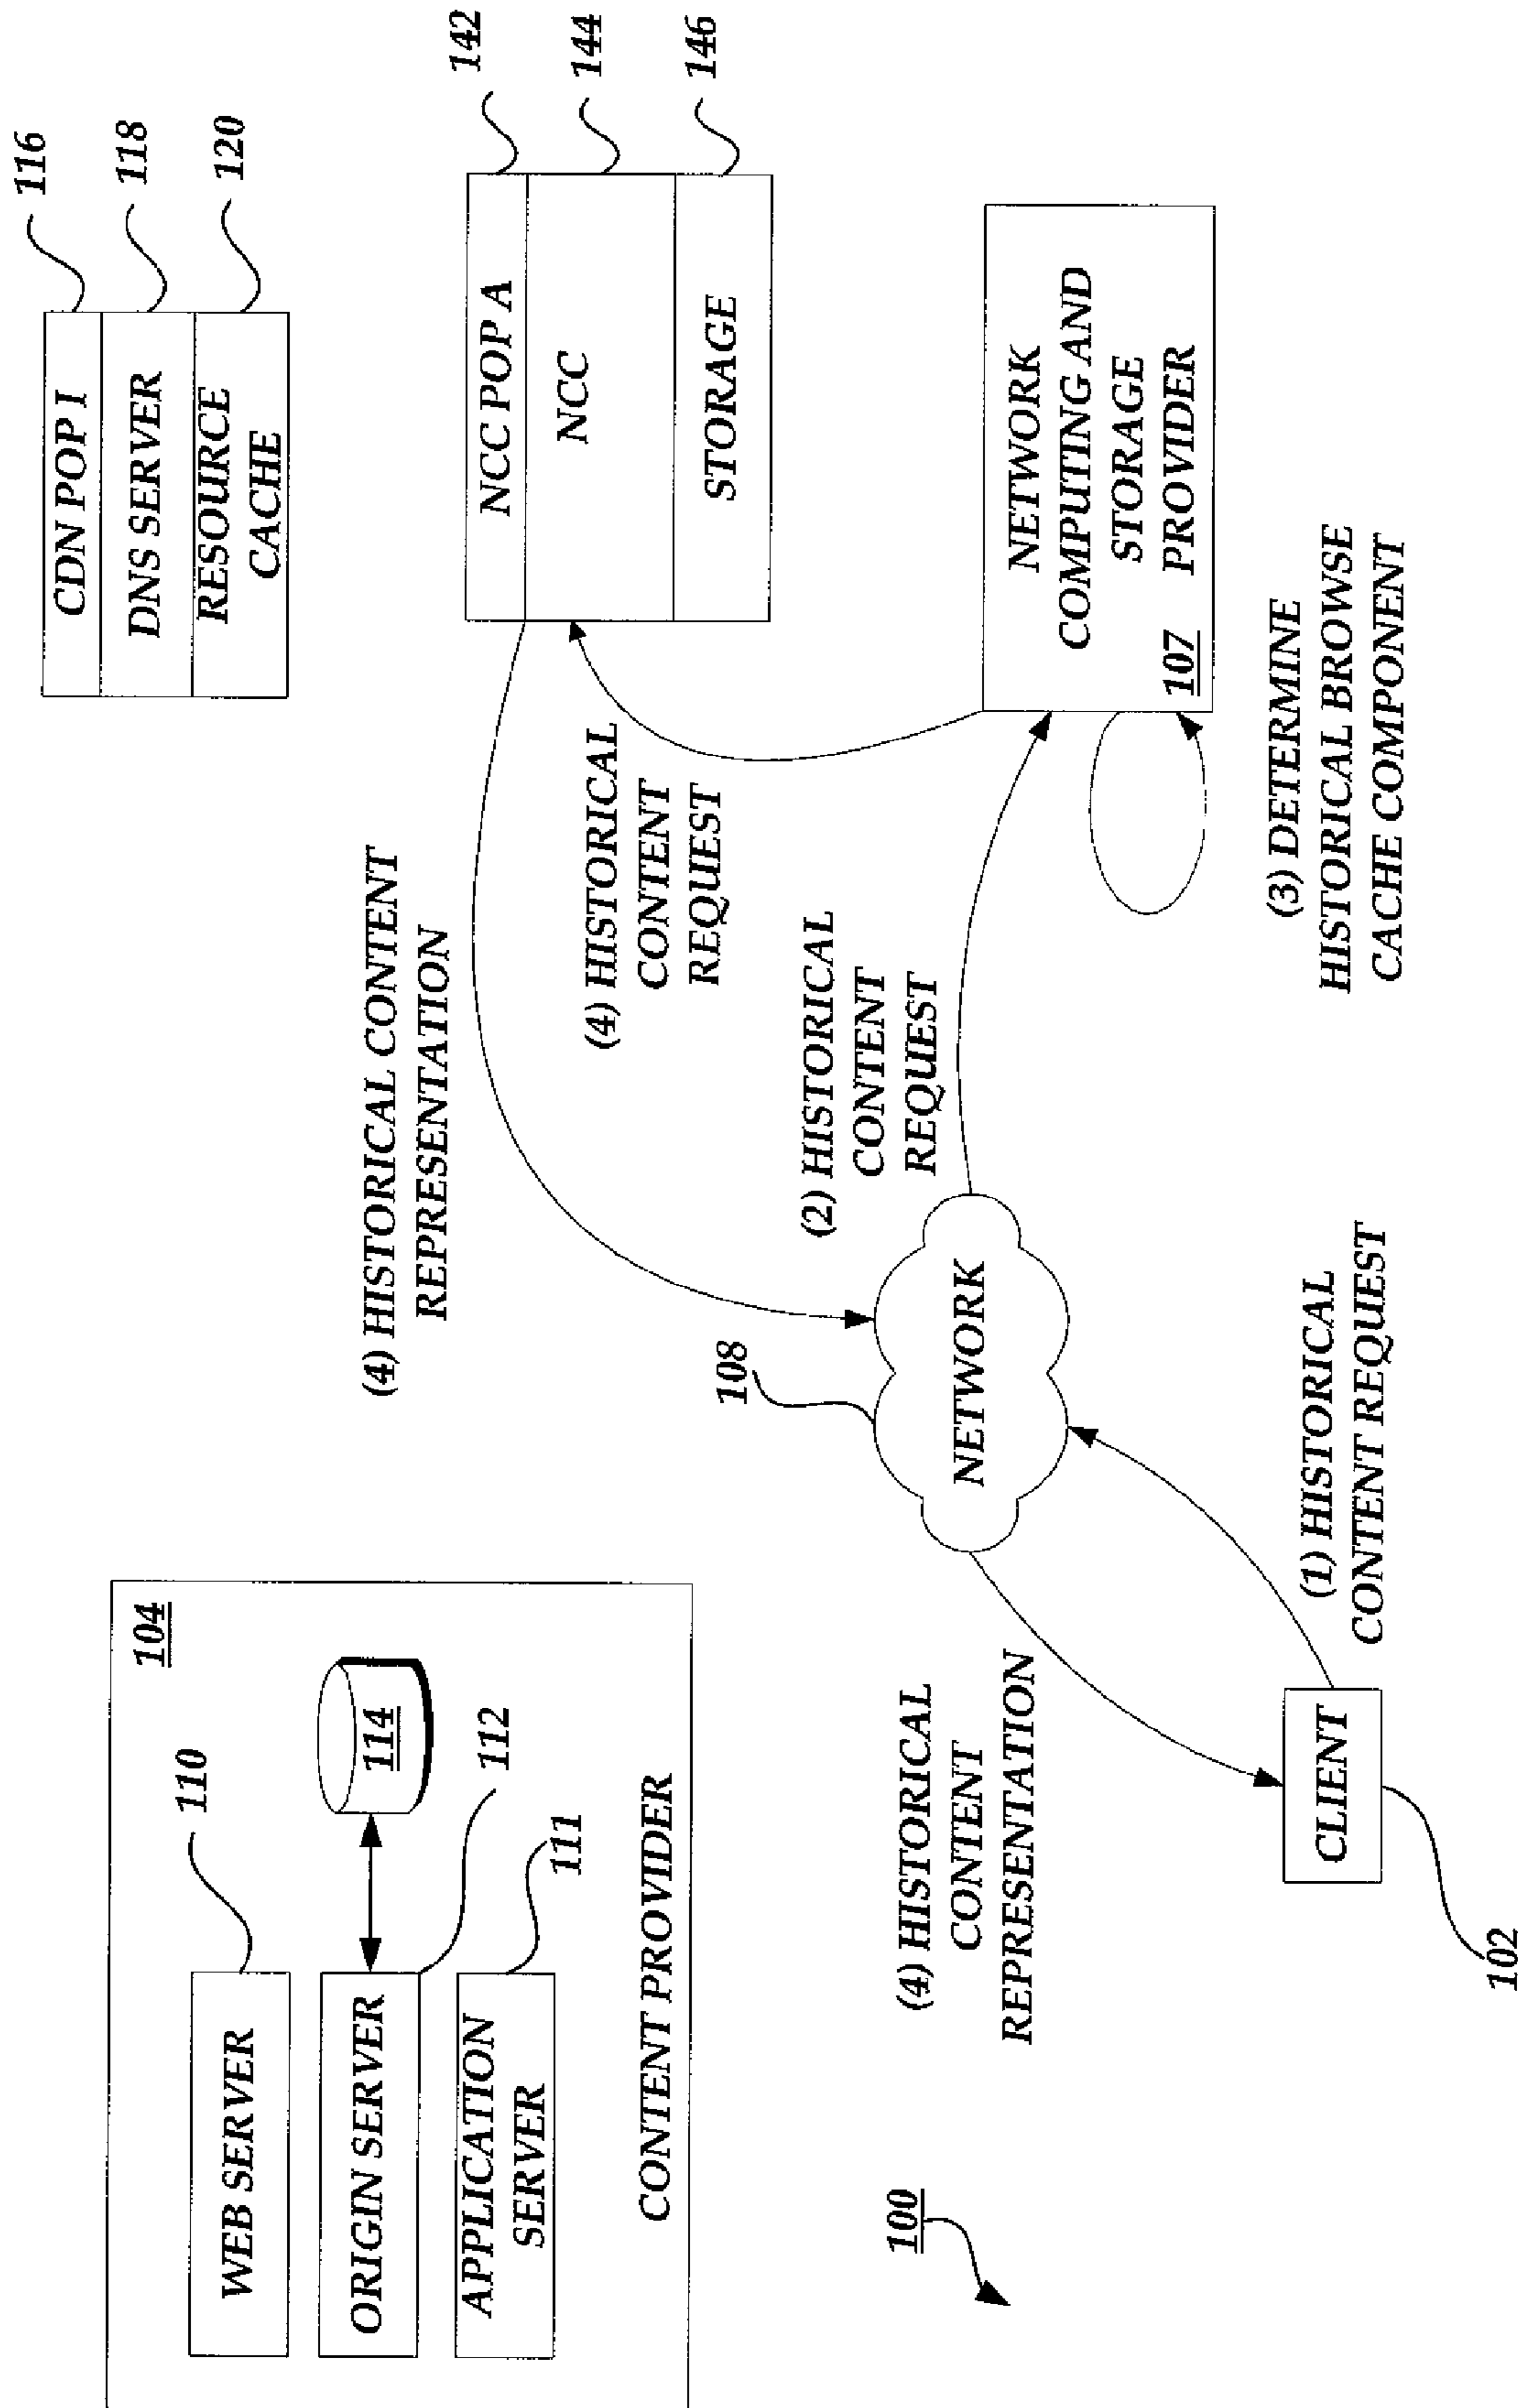 104
110
WEB SERVER
114
ORIGIN SERVER
112
APPLICATION
SERVER
111
CONTENT PROVIDER
116
CDN POP I
118
DNS SERVER
120
RESOURCE
CACHE
142
NCC POP A
144
NCC
146
STORAGE
(4) HISTORICAL CONTENT
REPRESENTATION
(4) HISTORICAL
CONTENT
REQUEST
108
NETWORK
(2) HISTORICAL
CONTENT
REQUEST
NETWORK
COMPUTING AND
STORAGE
PROVIDER
107
(3) DETERMINE
HISTORICAL BROWSE
CACHE COMPONENT
(4) HISTORICAL
CONTENT
REPRESENTATION
(1) HISTORICAL
CONTENT REQUEST
CLIENT
102
100